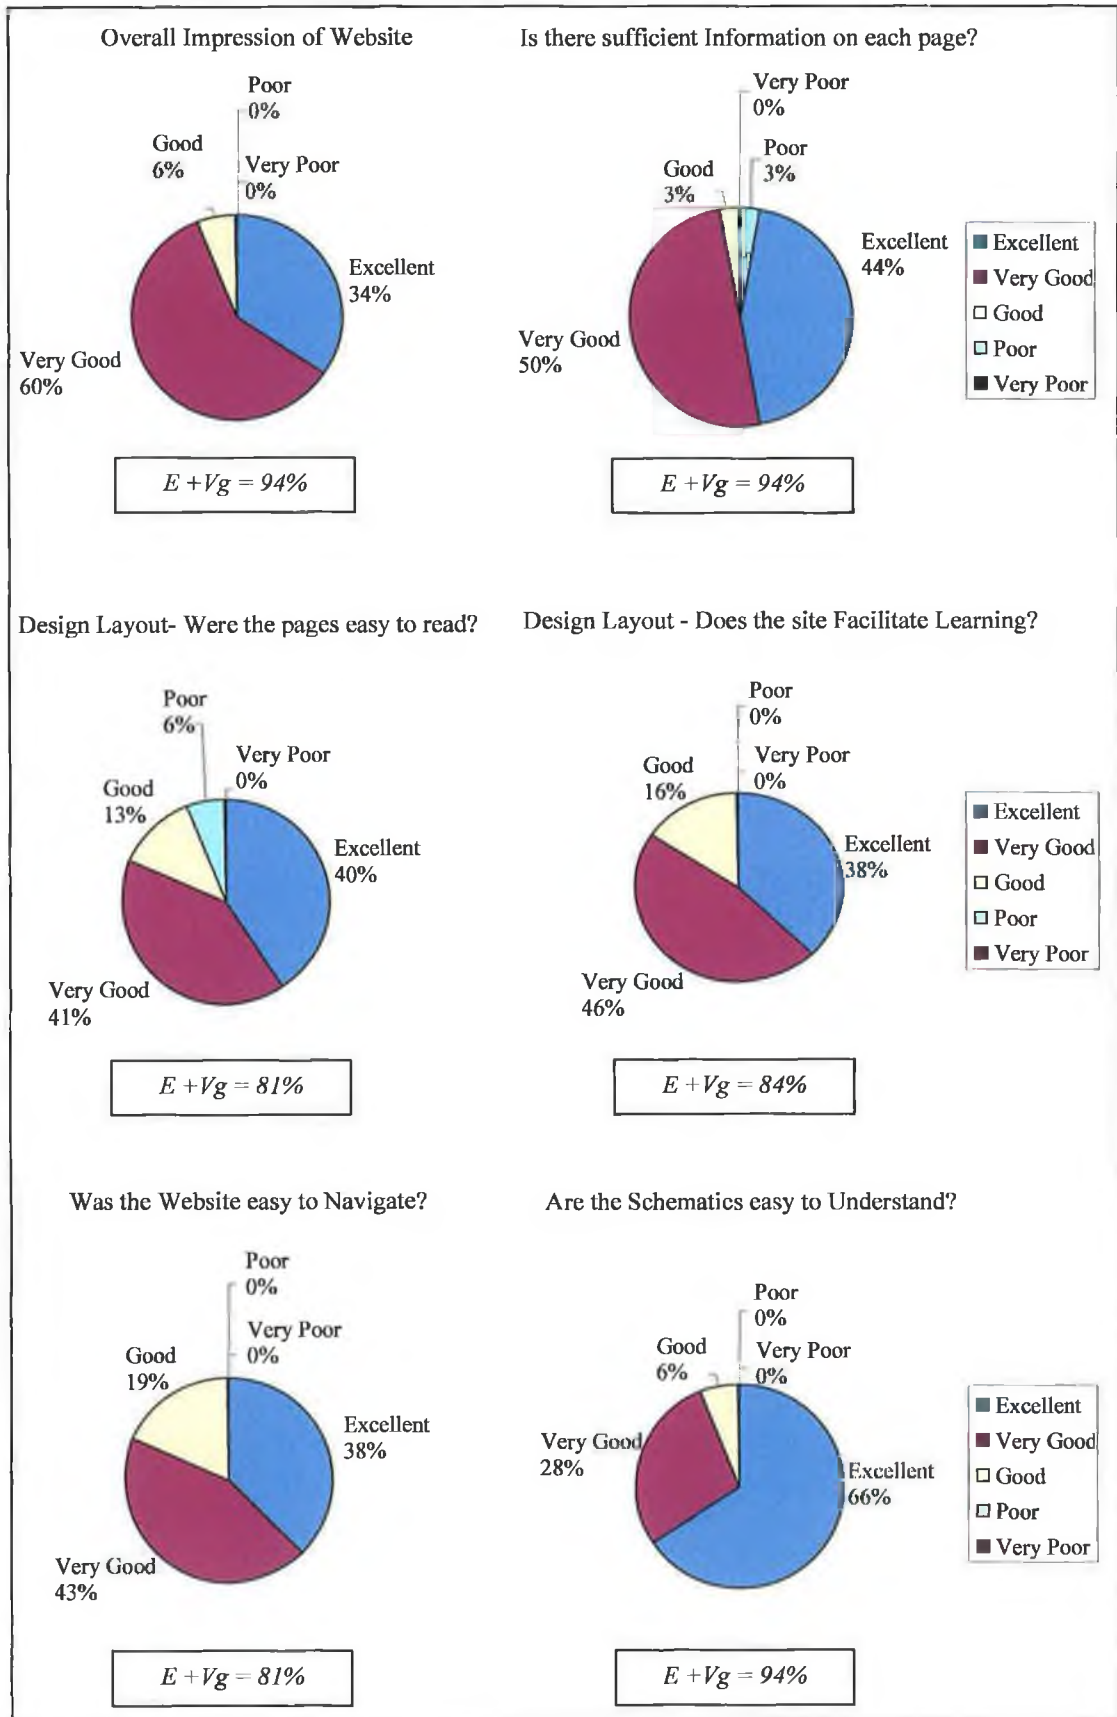 Overall Impression of Website
Poor
0%
Good
6%
Very Poor
0%
Excellent
34%
Very Good
60%
E +Vg = 94%
Is there sufficient Information on each page?
Very Poor
0%
Poor
3%
Good
3%
Excellent
44%
Very Good
50%
E +Vg = 94%
Excellent
Very Good
Good
Poor
Very Poor
Design Layout- Were the pages easy to read?
Poor
6%
Very Poor
0%
Good
13%
Excellent
40%
Very Good
41%
E +Vg = 81%
Design Layout - Does the site Facilitate Learning?
Poor
0%
Very Poor
0%
Good
16%
Excellent
38%
Very Good
46%
E +Vg = 84%
Excellent
Very Good
Good
Poor
Very Poor
Was the Website easy to Navigate?
Poor
0%
Very Poor
0%
Good
19%
Excellent
38%
Very Good
43%
E +Vg = 81%
Are the Schematics easy to Understand?
Poor
0%
Very Poor
0%
Good
6%
Very Good
28%
Excellent
66%
E +Vg = 94%
Excellent
Very Good
Good
Poor
Very Poor